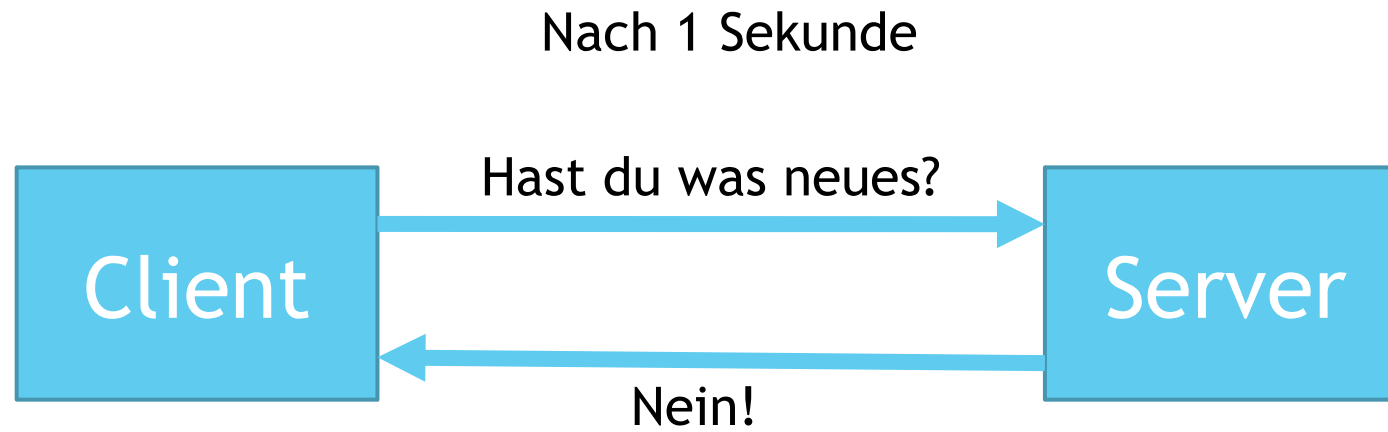 Nach 1 Sekunde
Hast du was neues?
Client
Server
Nein!